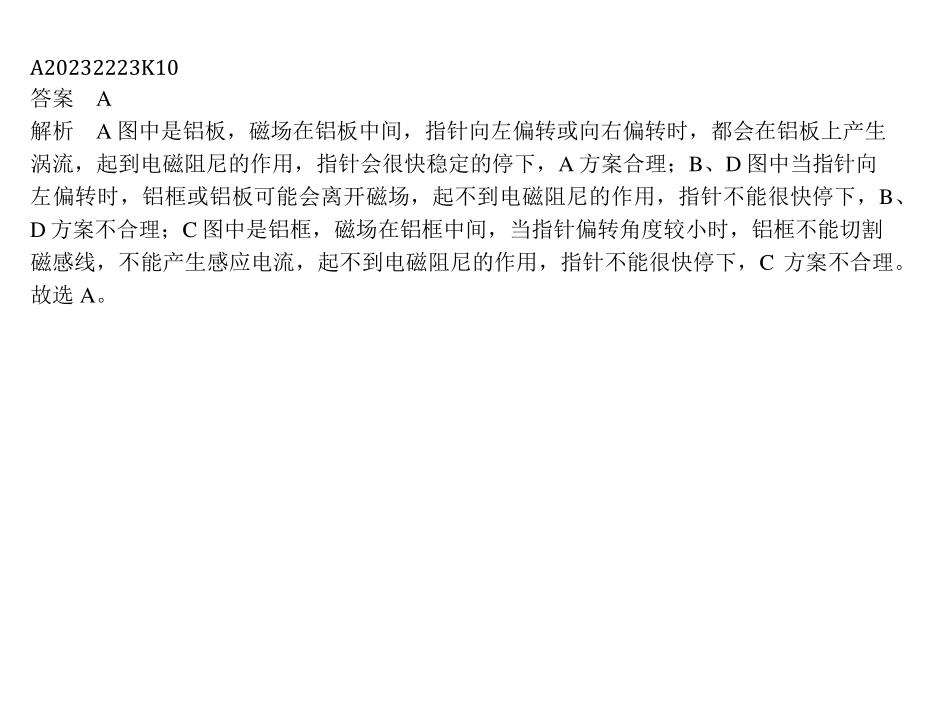 A20232223K10
答案 A
解析 A 图中是铝板，磁场在铝板中间，指针向左偏转或向右偏转时，都会在铝板上产生
涡流，起到电磁阻尼的作用，指针会很快稳定的停下，A 方案合理；B、D 图中当指针向
左偏转时，铝框或铝板可能会离开磁场，起不到电磁阻尼的作用，指针不能很快停下，B、
D 方案不合理；C 图中是铝框，磁场在铝框中间，当指针偏转角度较小时，铝框不能切割
磁感线，不能产生感应电流，起不到电磁阻尼的作用，指针不能很快停下，C 方案不合理。
故选 A。